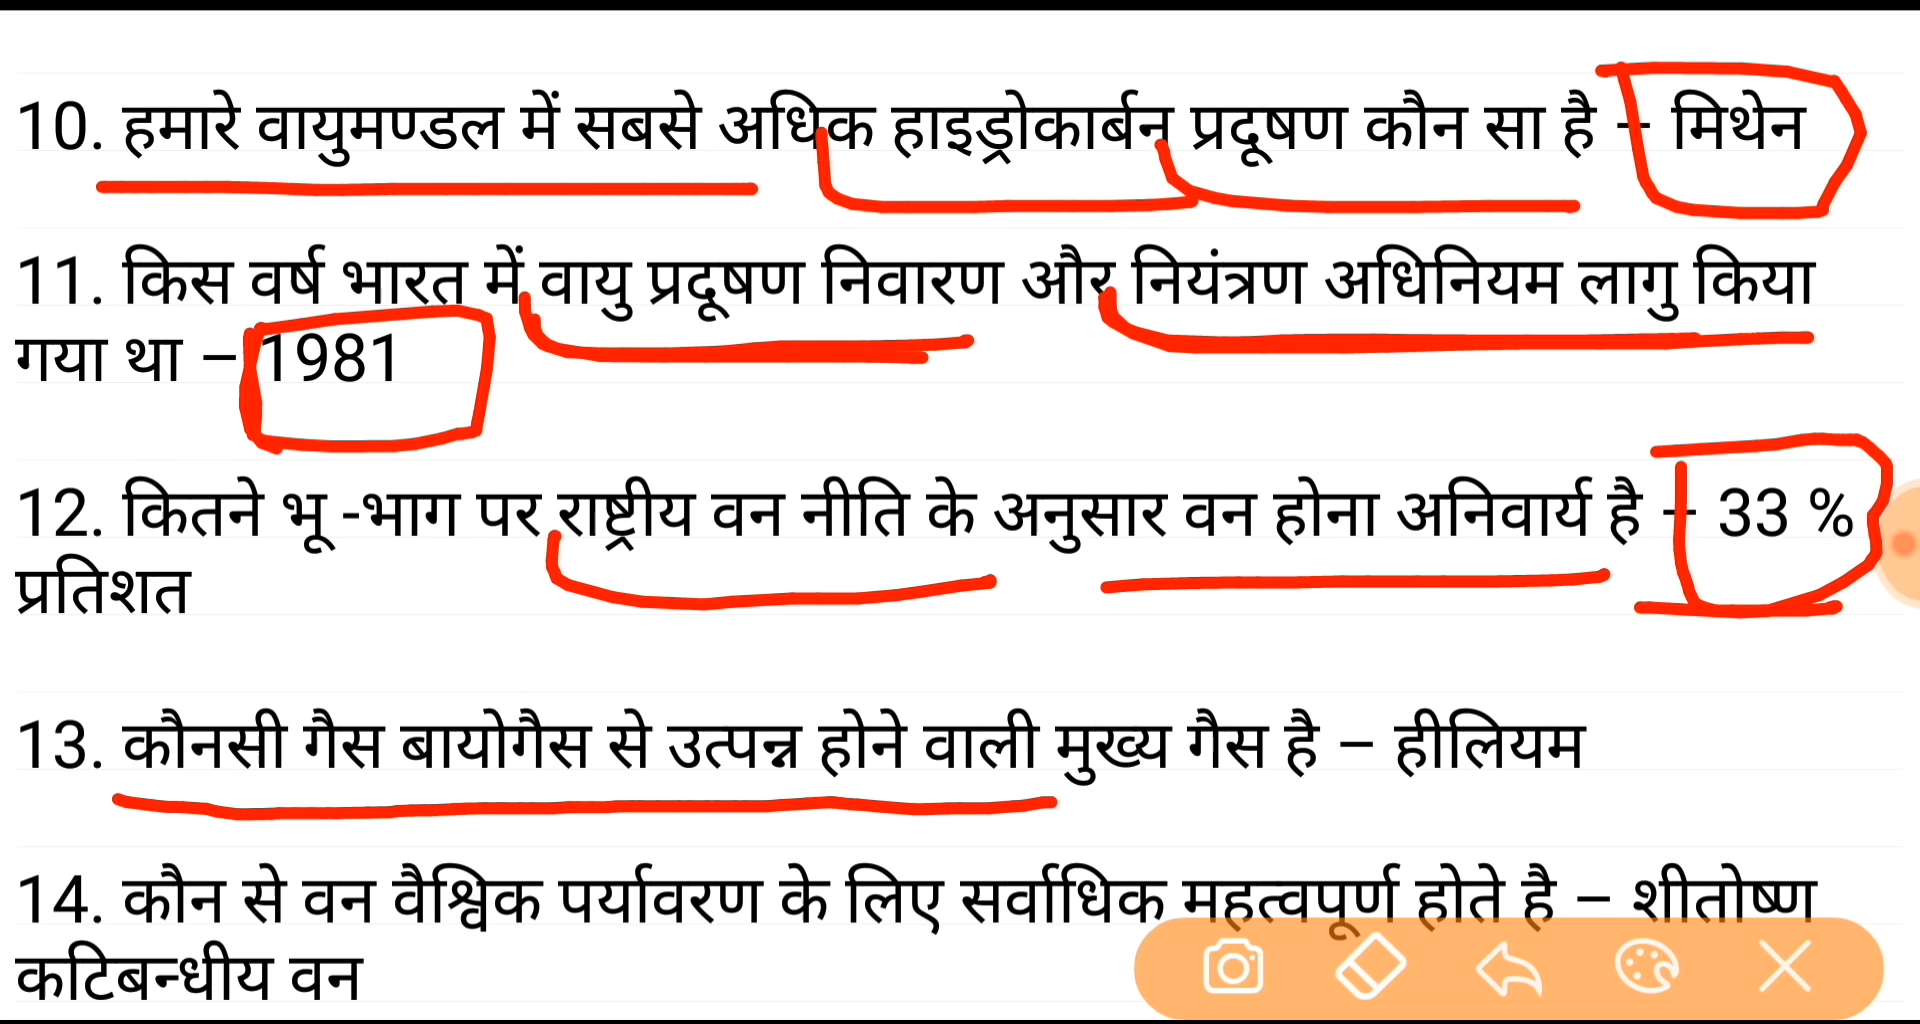 10. हमारे वायुमण्डल में सबसे अधिक हाइड्रोकार्बन प्रदूषण कौन सा है – मिथेन
11. किस वर्ष भारत में वायु प्रदूषण निवारण और नियंत्रण अधिनियम लागु किया
गया था – 1981
12. कितने भू -भाग पर राष्ट्रीय वन नीति के अनुसार वन होना अनिवार्य है – 33 %
प्रतिशत
13. कौनसी गैस बायोगैस से उत्पन्न होने वाली मुख्य गैस है – हीलियम
14. कौन से वन वैश्विक पर्यावरण के लिए सर्वाधिक महत्वपूर्ण होते है – शीतोष्ण
कटिबन्धीय वन